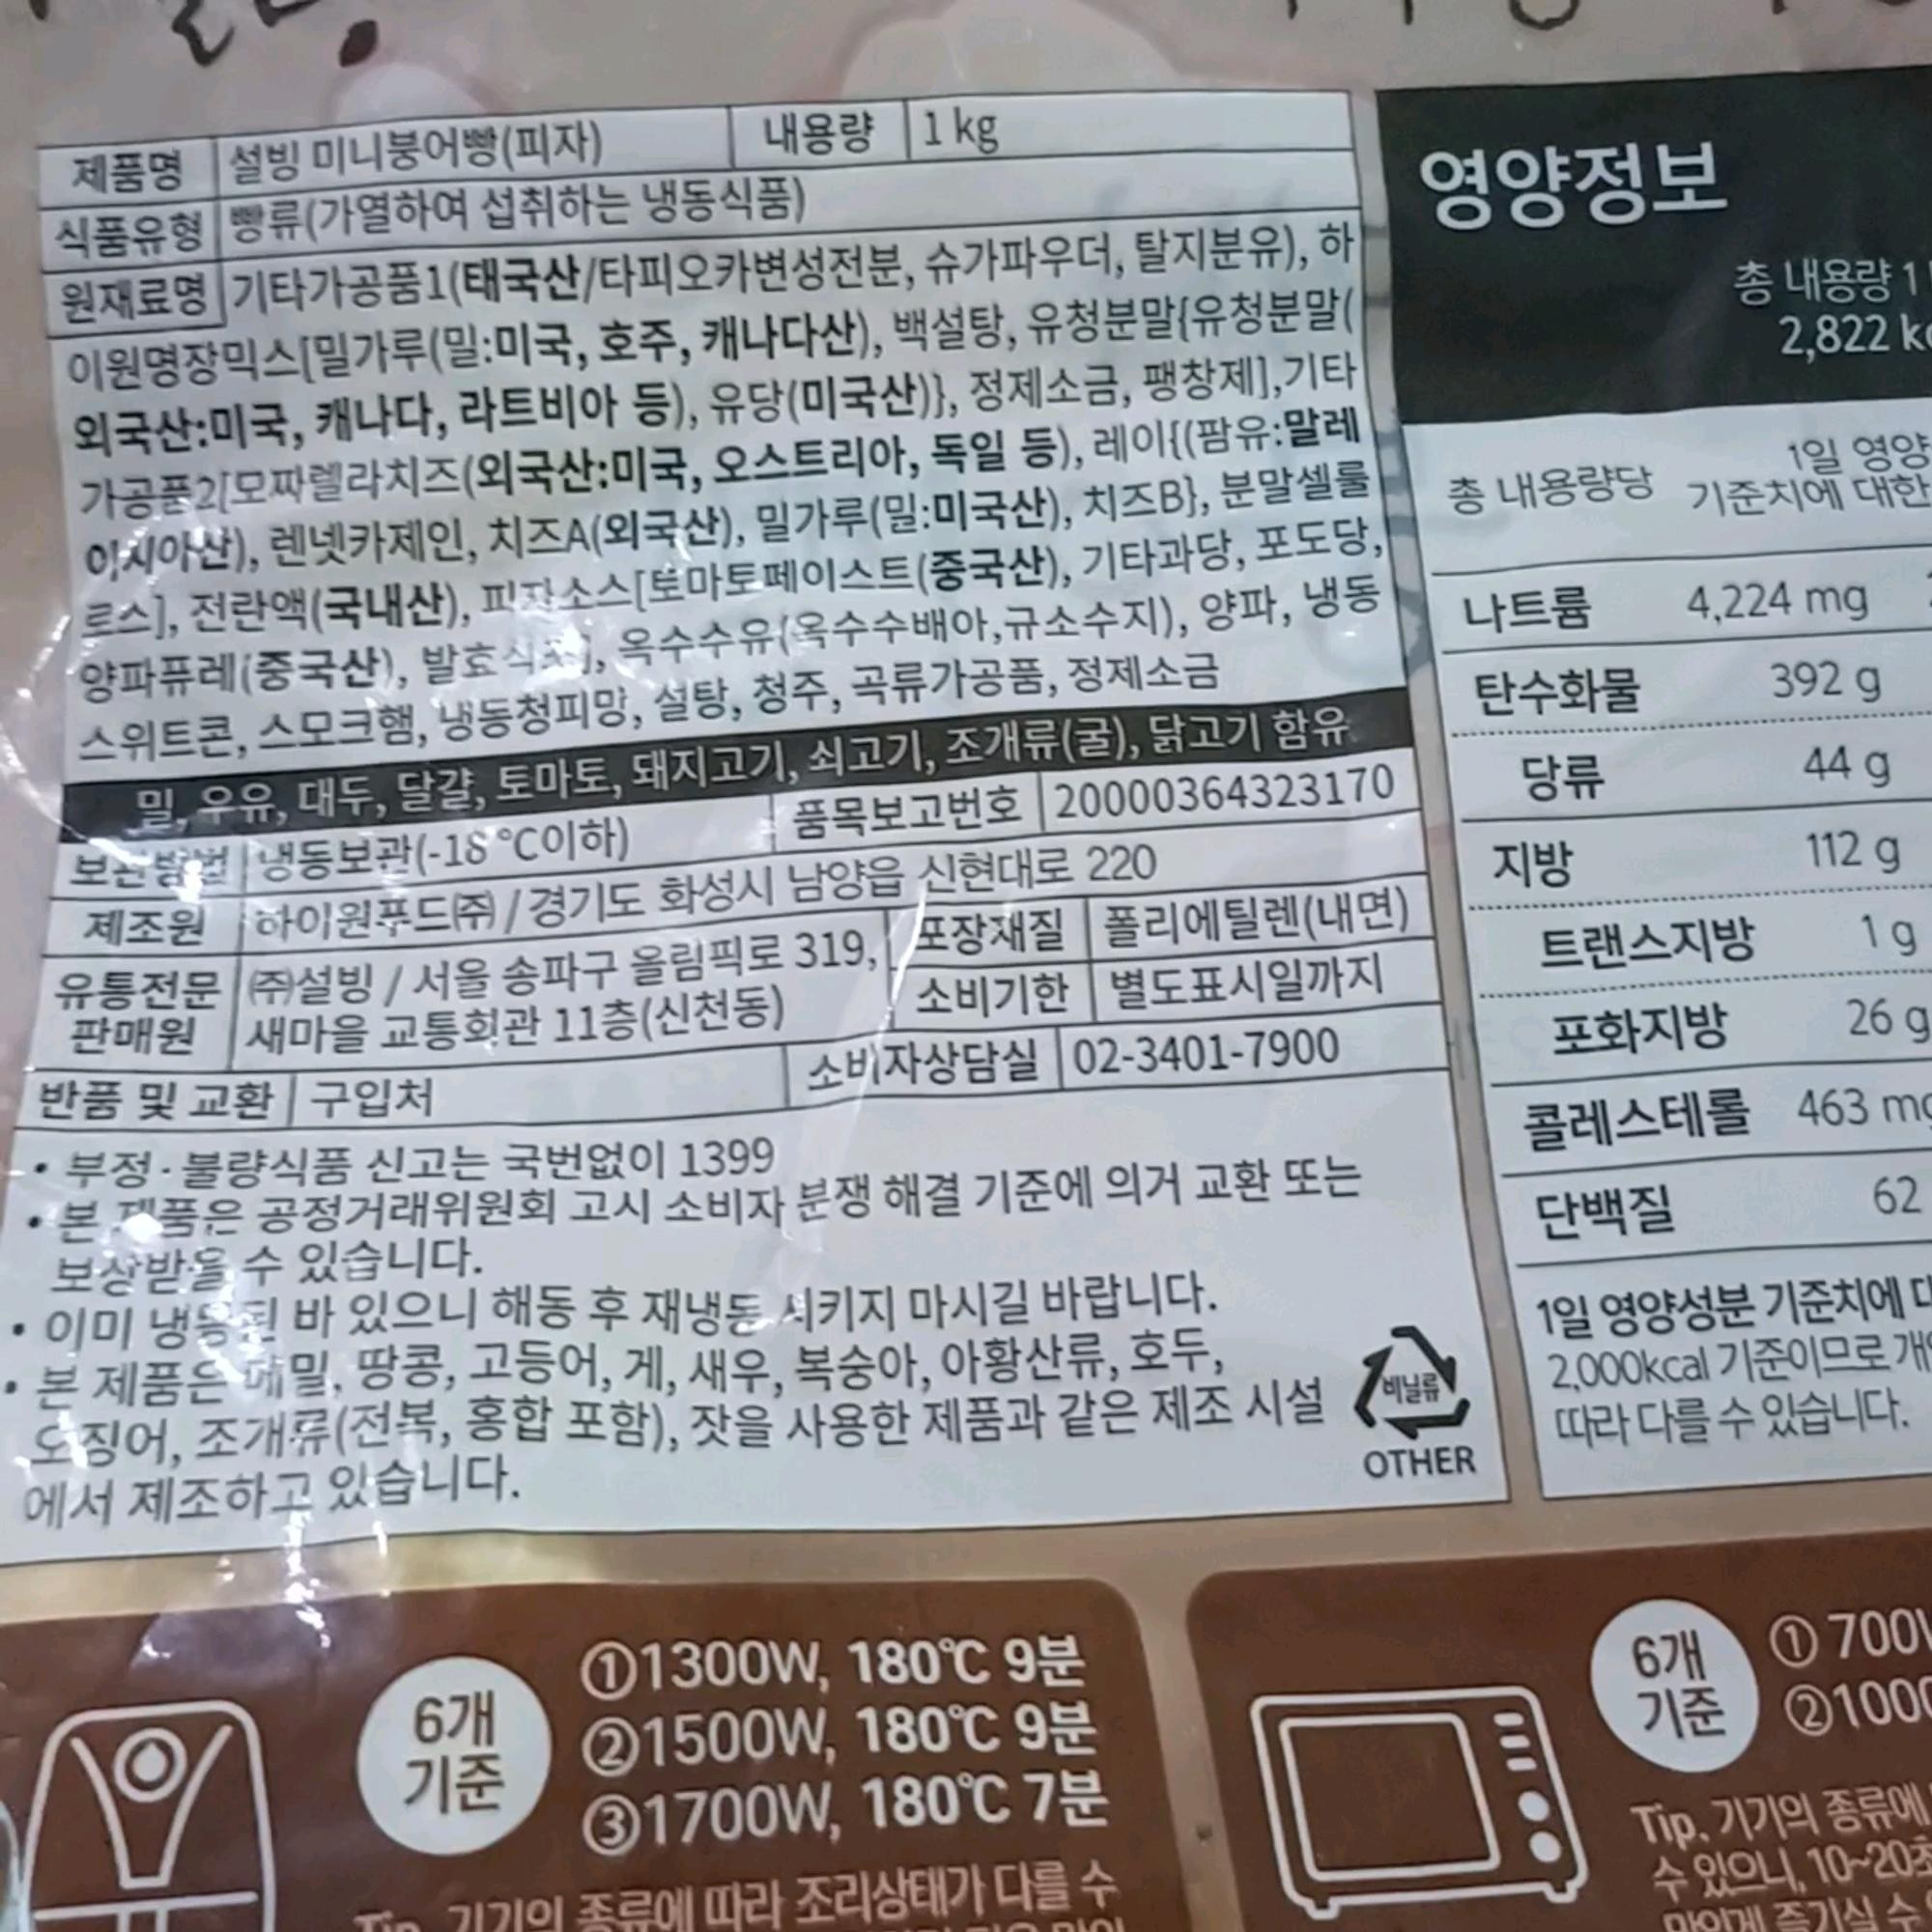 제품명 설빙 미니붕어빵(피자) 내용량 1 kg
식품유형 빵류(가열하여 섭취하는 냉동식품)
원재료명 기타가공품1(태국산/타피오카변성전분, 슈가파우더, 탈지분유), 하
이원명장믹스[밀가루(밀:미국, 호주, 캐나다산), 백설탕, 유청분말{유청분말(
외국산:미국, 캐나다, 라트비아 등), 유당(미국산)}, 정제소금, 팽창제],기타
가공품2[모짜렐라치즈(외국산:미국, 오스트리아, 독일 등), 레이{(팜유:말레
이시아산), 렌넷카제인, 치즈A(외국산), 밀가루(밀:미국산), 치즈B}, 분말셀룰
로스], 전란액(국내산), 피자소스[토마토페이스트(중국산), 기타과당, 포도당,
양파퓨레(중국산), 발효식초], 옥수수유(옥수수배아,규소수지), 양파, 냉동
스위트콘, 스모크햄, 냉동청피망, 설탕, 청주, 곡류가공품, 정제소금
밀, 우유, 대두, 달걀, 토마토, 돼지고기, 쇠고기, 조개류(굴), 닭고기 함유
보관방법 냉동보관(-18℃이하) 품목보고번호 20000364323170
제조원 하이원푸드㈜ / 경기도 화성시 남양읍 신현대로 220
유통전문 판매원 ㈜설빙 / 서울 송파구 올림픽로 319,
새마을 교통회관 11층(신천동)
포장재질 폴리에틸렌(내면)
소비기한 별도표시일까지
반품 및 교환 구입처 소비자상담실 02-3401-7900
• 부정·불량식품 신고는 국번없이 1399
• 본 제품은 공정거래위원회 고시 소비자 분쟁 해결 기준에 의거 교환 또는
보상받을 수 있습니다.
• 이미 냉동된 바 있으니 해동 후 재냉동 시키지 마시길 바랍니다.
• 본 제품은 메밀, 땅콩, 고등어, 게, 새우, 복숭아, 아황산류, 호두,
오징어, 조개류(전복, 홍합 포함), 잣을 사용한 제품과 같은 제조 시설
에서 제조하고 있습니다.
비닐류
OTHER
영양정보
총 내용량 1
2,822
총 내용량당
1일 영양
기준치에 대한
나트륨 4,224 mg
탄수화물 392 g
당류 44 g
지방 112 g
트랜스지방 1 g
포화지방 26 g
콜레스테롤 463 mg
단백질 62
1일 영양성분 기준치에
2,000kcal 기준이므로
따라 다를 수 있습니다.
6개
기준
①1300W, 180℃ 9분
②1500W, 180℃ 9분
③1700W, 180℃ 7분
Tip. 기기의 종류에 따라 조리상태가 다를 수
6개
기준
① 700W
②1000
Tip. 기기의 종류에
수 있으니, 10~20초
맛있게 즐기실 수